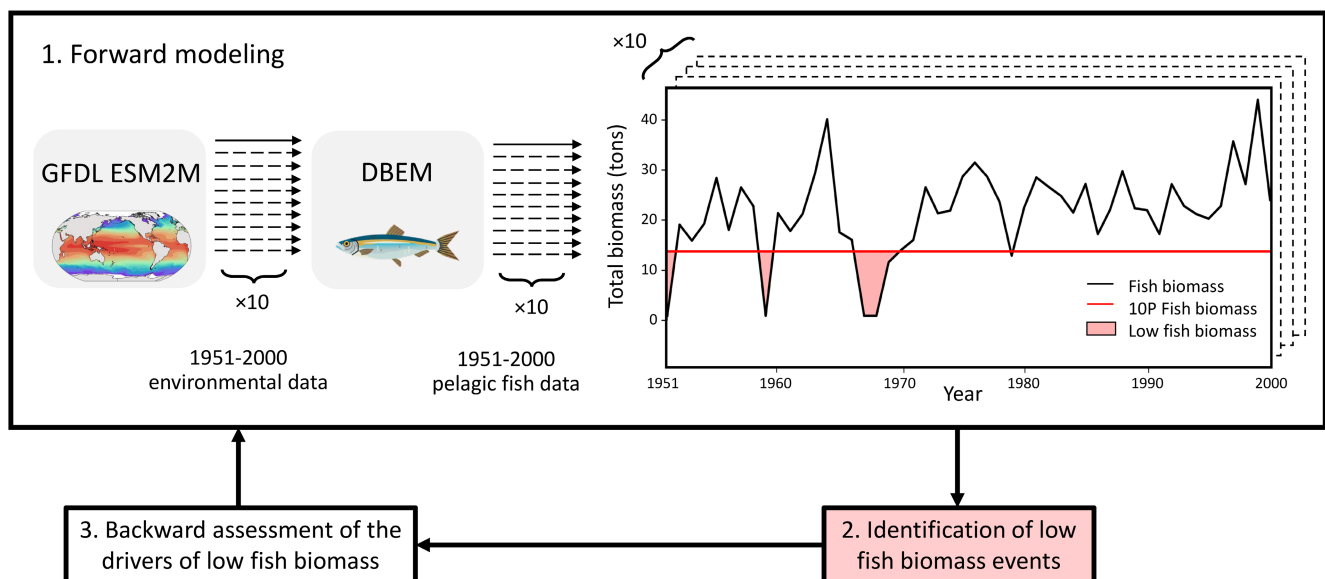 1. Forward modeling
GFDL ESM2M
×10
1951-2000
environmental data
DBEM
×10
1951-2000
pelagic fish data
×10
Total biomass (tons)
40
30
20
10
0
Fish biomass
10P Fish biomass
Low fish biomass
1951
1960
1970
1980
1990
2000
Year
2. Identification of low
fish biomass events
3. Backward assessment of the
drivers of low fish biomass